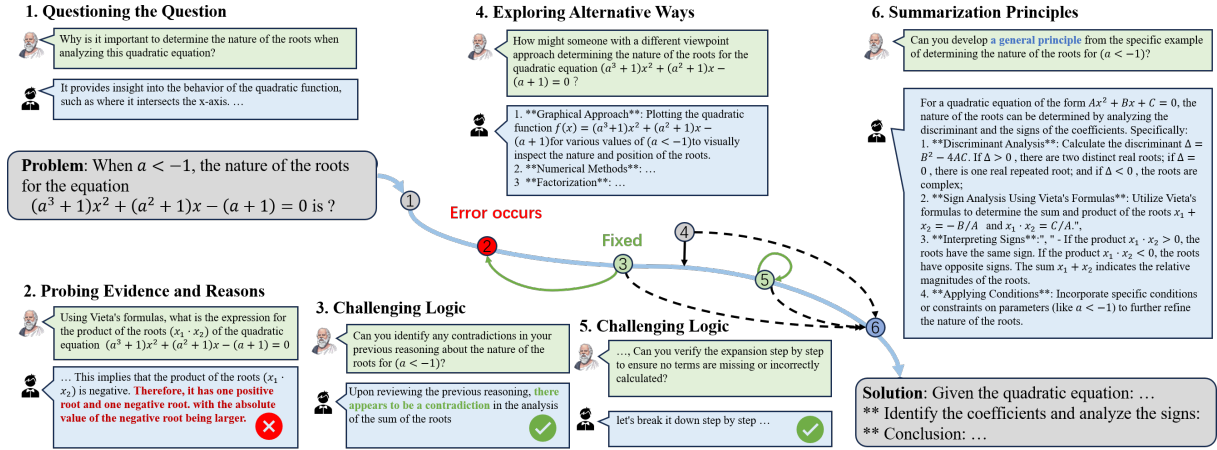 1. Questioning the Question
Why is it important to determine the nature of the roots when
analyzing this quadratic equation?
It provides insight into the behavior of the quadratic function,
such as where it intersects the x-axis. …
Problem: When a < −1, the nature of the roots
for the equation
(a³ + 1)x² + (a² + 1)x − (a + 1) = 0 is ?
4. Exploring Alternative Ways
How might someone with a different viewpoint
approach determining the nature of the roots for the
quadratic equation (a³ + 1)x² + (a² + 1)x −
(a + 1) = 0 ?
1. **Graphical Approach**: Plotting the quadratic
function f(x) = (a³+1)x² + (a² + 1)x −
(a + 1)for various values of (a < −1)to visually
inspect the nature and position of the roots.
2. **Numerical Methods**: …
3 **Factorization**: …
6. Summarization Principles
Can you develop a general principle from the specific example
of determining the nature of the roots for (a < −1)?
For a quadratic equation of the form Ax² + Bx + C = 0, the
nature of the roots can be determined by analyzing the
discriminant and the signs of the coefficients. Specifically:
1. **Discriminant Analysis**: Calculate the discriminant Δ =
B² − 4AC. If Δ > 0 , there are two distinct real roots; if Δ =
0 , there is one real repeated root; and if Δ < 0 , the roots are
complex;
2. **Sign Analysis Using Vieta's Formulas**: Utilize Vieta's
formulas to determine the sum and product of the roots x₁ +
x₂ = −B/A and x₁ · x₂ = C/A.",
3. **Interpreting Signs**:", " - If the product x₁ · x₂ > 0, the
roots have the same sign. If the product x₁ · x₂ < 0, the roots
have opposite signs. The sum x₁ + x₂ indicates the relative
magnitudes of the roots.
4. **Applying Conditions**: Incorporate specific conditions
or constraints on parameters (like a < −1) to further refine
the nature of the roots.
1
Error occurs
2
Fixed
3
4
5
6
2. Probing Evidence and Reasons
Using Vieta's formulas, what is the expression for
the product of the roots (x₁ · x₂) of the quadratic
equation (a³ + 1)x² + (a² + 1)x − (a + 1) = 0
… This implies that the product of the roots (x₁ ·
x₂) is negative. Therefore, it has one positive
root and one negative root. with the absolute
value of the negative root being larger.
3. Challenging Logic
Can you identify any contradictions in your
previous reasoning about the nature of the
roots for (a < −1)?
Upon reviewing the previous reasoning, there
appears to be a contradiction in the analysis
of the sum of the roots
5. Challenging Logic
…, Can you verify the expansion step by step
to ensure no terms are missing or incorrectly
calculated?
let's break it down step by step …
Solution: Given the quadratic equation: …
** Identify the coefficients and analyze the signs:
** Conclusion: …